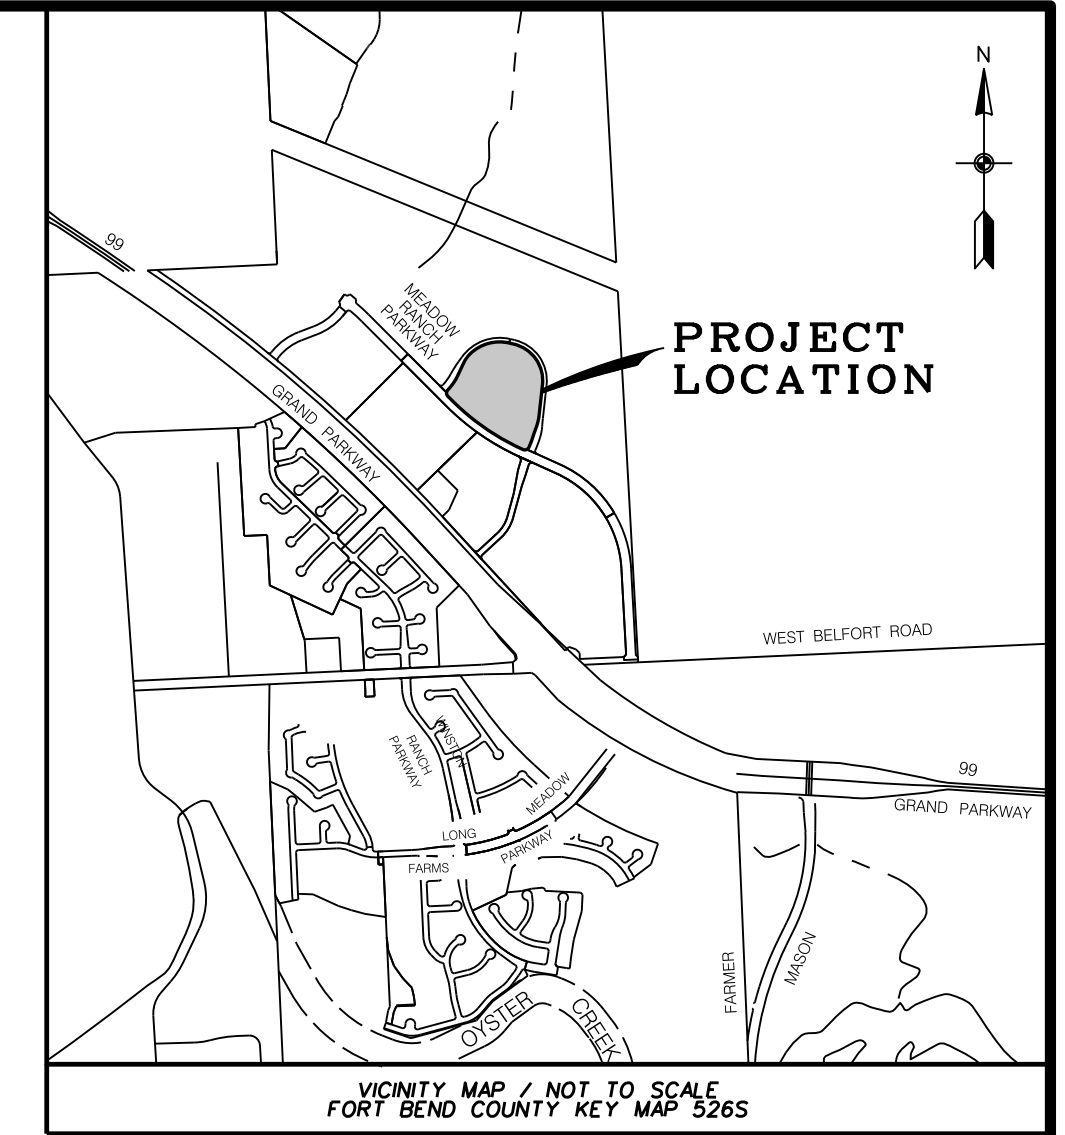 N
99
MEADOW
RANCH
PARKWAY
PROJECT
LOCATION
GRAND PARKWAY
WEST BELFORT ROAD
WINSTON
RANCH
PARKWAY
99
GRAND PARKWAY
MEADOW
LONG
PARKWAY
FARMS
FARMER
MASON
OYSTER
CREEK
VICINITY MAP / NOT TO SCALE
FORT BEND COUNTY KEY MAP 526S